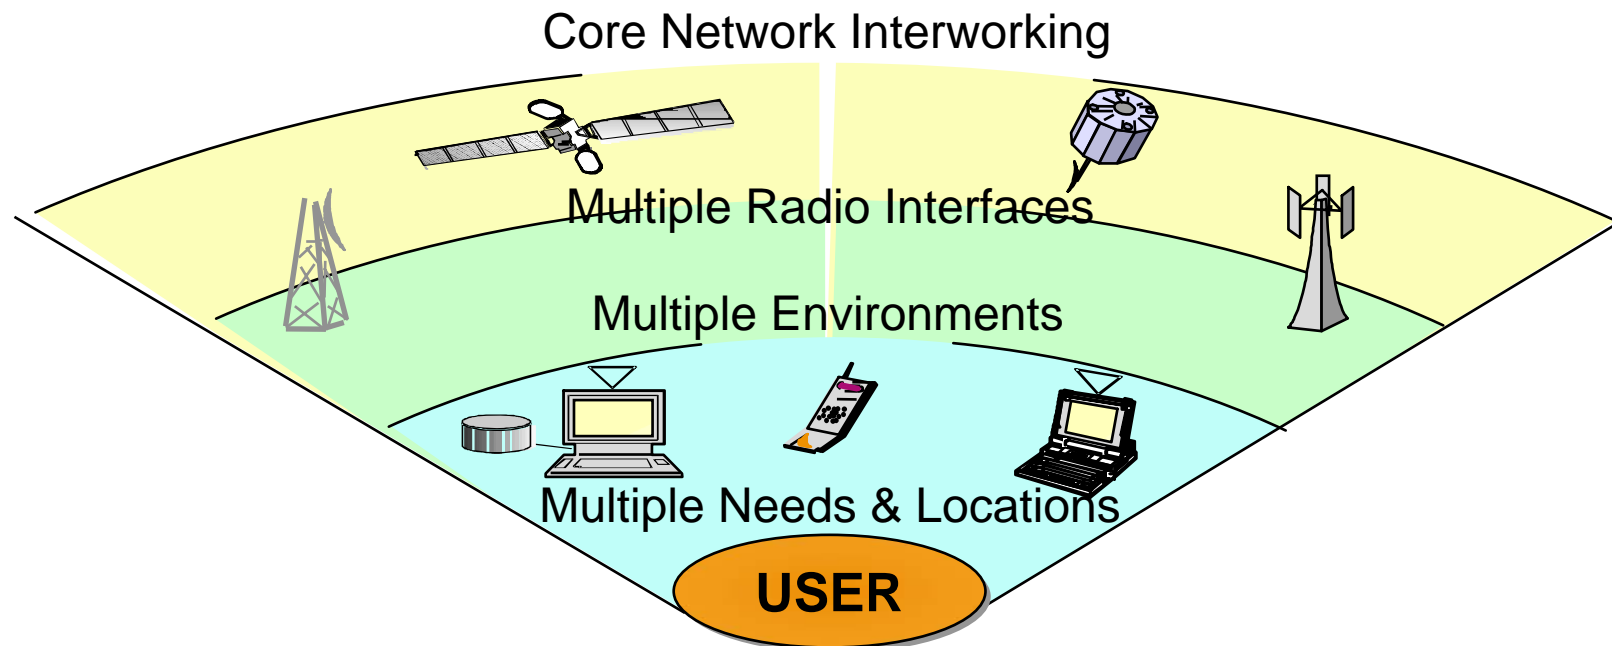 Core Network Interworking
Multiple Radio Interfaces
Multiple Environments
Multiple Needs & Locations
USER